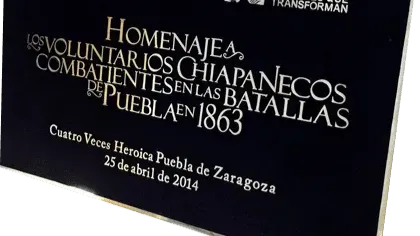 TRANSFORMAN
HOMENAJE A
LOS VOLUNTARIOS CHIAPANECOS
COMBATIENTES EN LAS BATALLAS
DE PUEBLA EN 1863
Cuatro Veces Heroica Puebla de Zaragoza
25 de abril de 2014